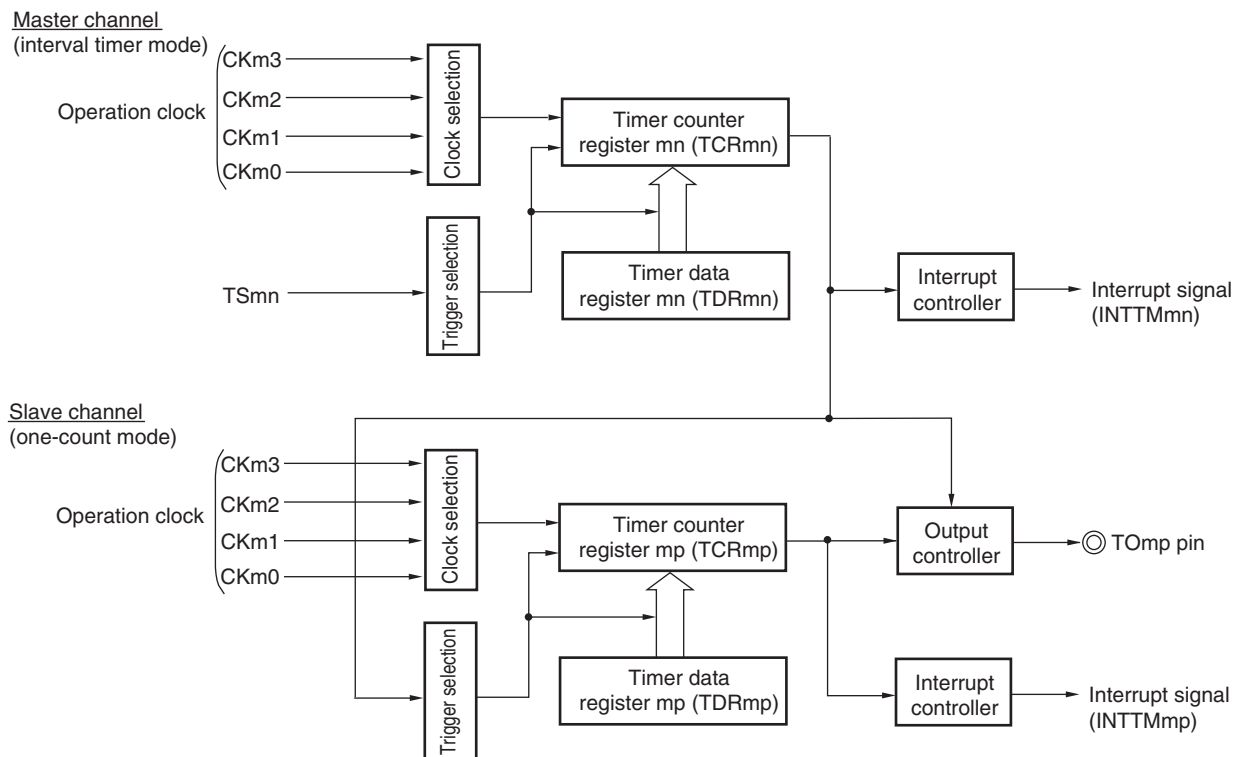 Master channel
(interval timer mode)
CKm3
CKm2
Operation clock
CKm1
CKm0
Clock selection
Timer counter
register mn (TCRmn)
TSmn
Trigger selection
Timer data
register mn (TDRmn)
Interrupt
controller
Interrupt signal
(INTTMmn)
Slave channel
(one-count mode)
CKm3
CKm2
Operation clock
CKm1
CKm0
Clock selection
Timer counter
register mp (TCRmp)
Output
controller
TOmp pin
Trigger selection
Timer data
register mp (TDRmp)
Interrupt
controller
Interrupt signal
(INTTMmp)